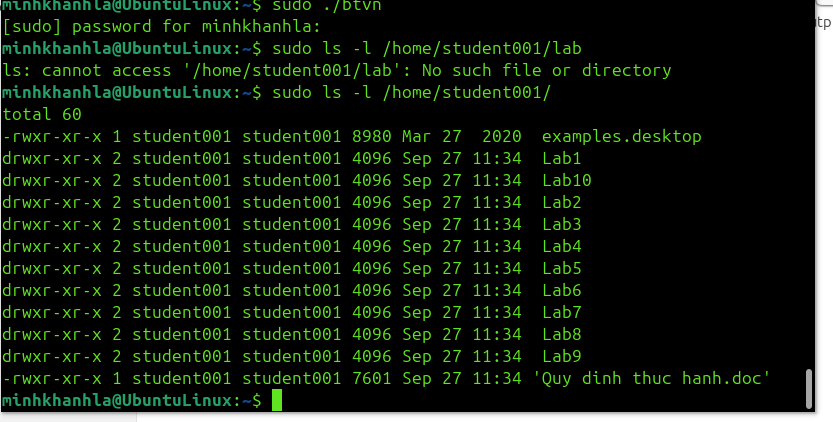 minhkhanhla@UbuntuLinux:~$ sudo ./btvn
[sudo] password for minhkhanhla:
minhkhanhla@UbuntuLinux:~$ sudo ls -l /home/student001/lab
ls: cannot access '/home/student001/lab': No such file or directory
minhkhanhla@UbuntuLinux:~$ sudo ls -l /home/student001/
total 60
-rwxr-xr-x 1 student001 student001 8980 Mar 27  2020  examples.desktop
drwxr-xr-x 2 student001 student001 4096 Sep 27 11:34  Lab1
drwxr-xr-x 2 student001 student001 4096 Sep 27 11:34  Lab10
drwxr-xr-x 2 student001 student001 4096 Sep 27 11:34  Lab2
drwxr-xr-x 2 student001 student001 4096 Sep 27 11:34  Lab3
drwxr-xr-x 2 student001 student001 4096 Sep 27 11:34  Lab4
drwxr-xr-x 2 student001 student001 4096 Sep 27 11:34  Lab5
drwxr-xr-x 2 student001 student001 4096 Sep 27 11:34  Lab6
drwxr-xr-x 2 student001 student001 4096 Sep 27 11:34  Lab7
drwxr-xr-x 2 student001 student001 4096 Sep 27 11:34  Lab8
drwxr-xr-x 2 student001 student001 4096 Sep 27 11:34  Lab9
-rwxr-xr-x 1 student001 student001 7601 Sep 27 11:34 'Quy dinh thuc hanh.doc'
minhkhanhla@UbuntuLinux:~$